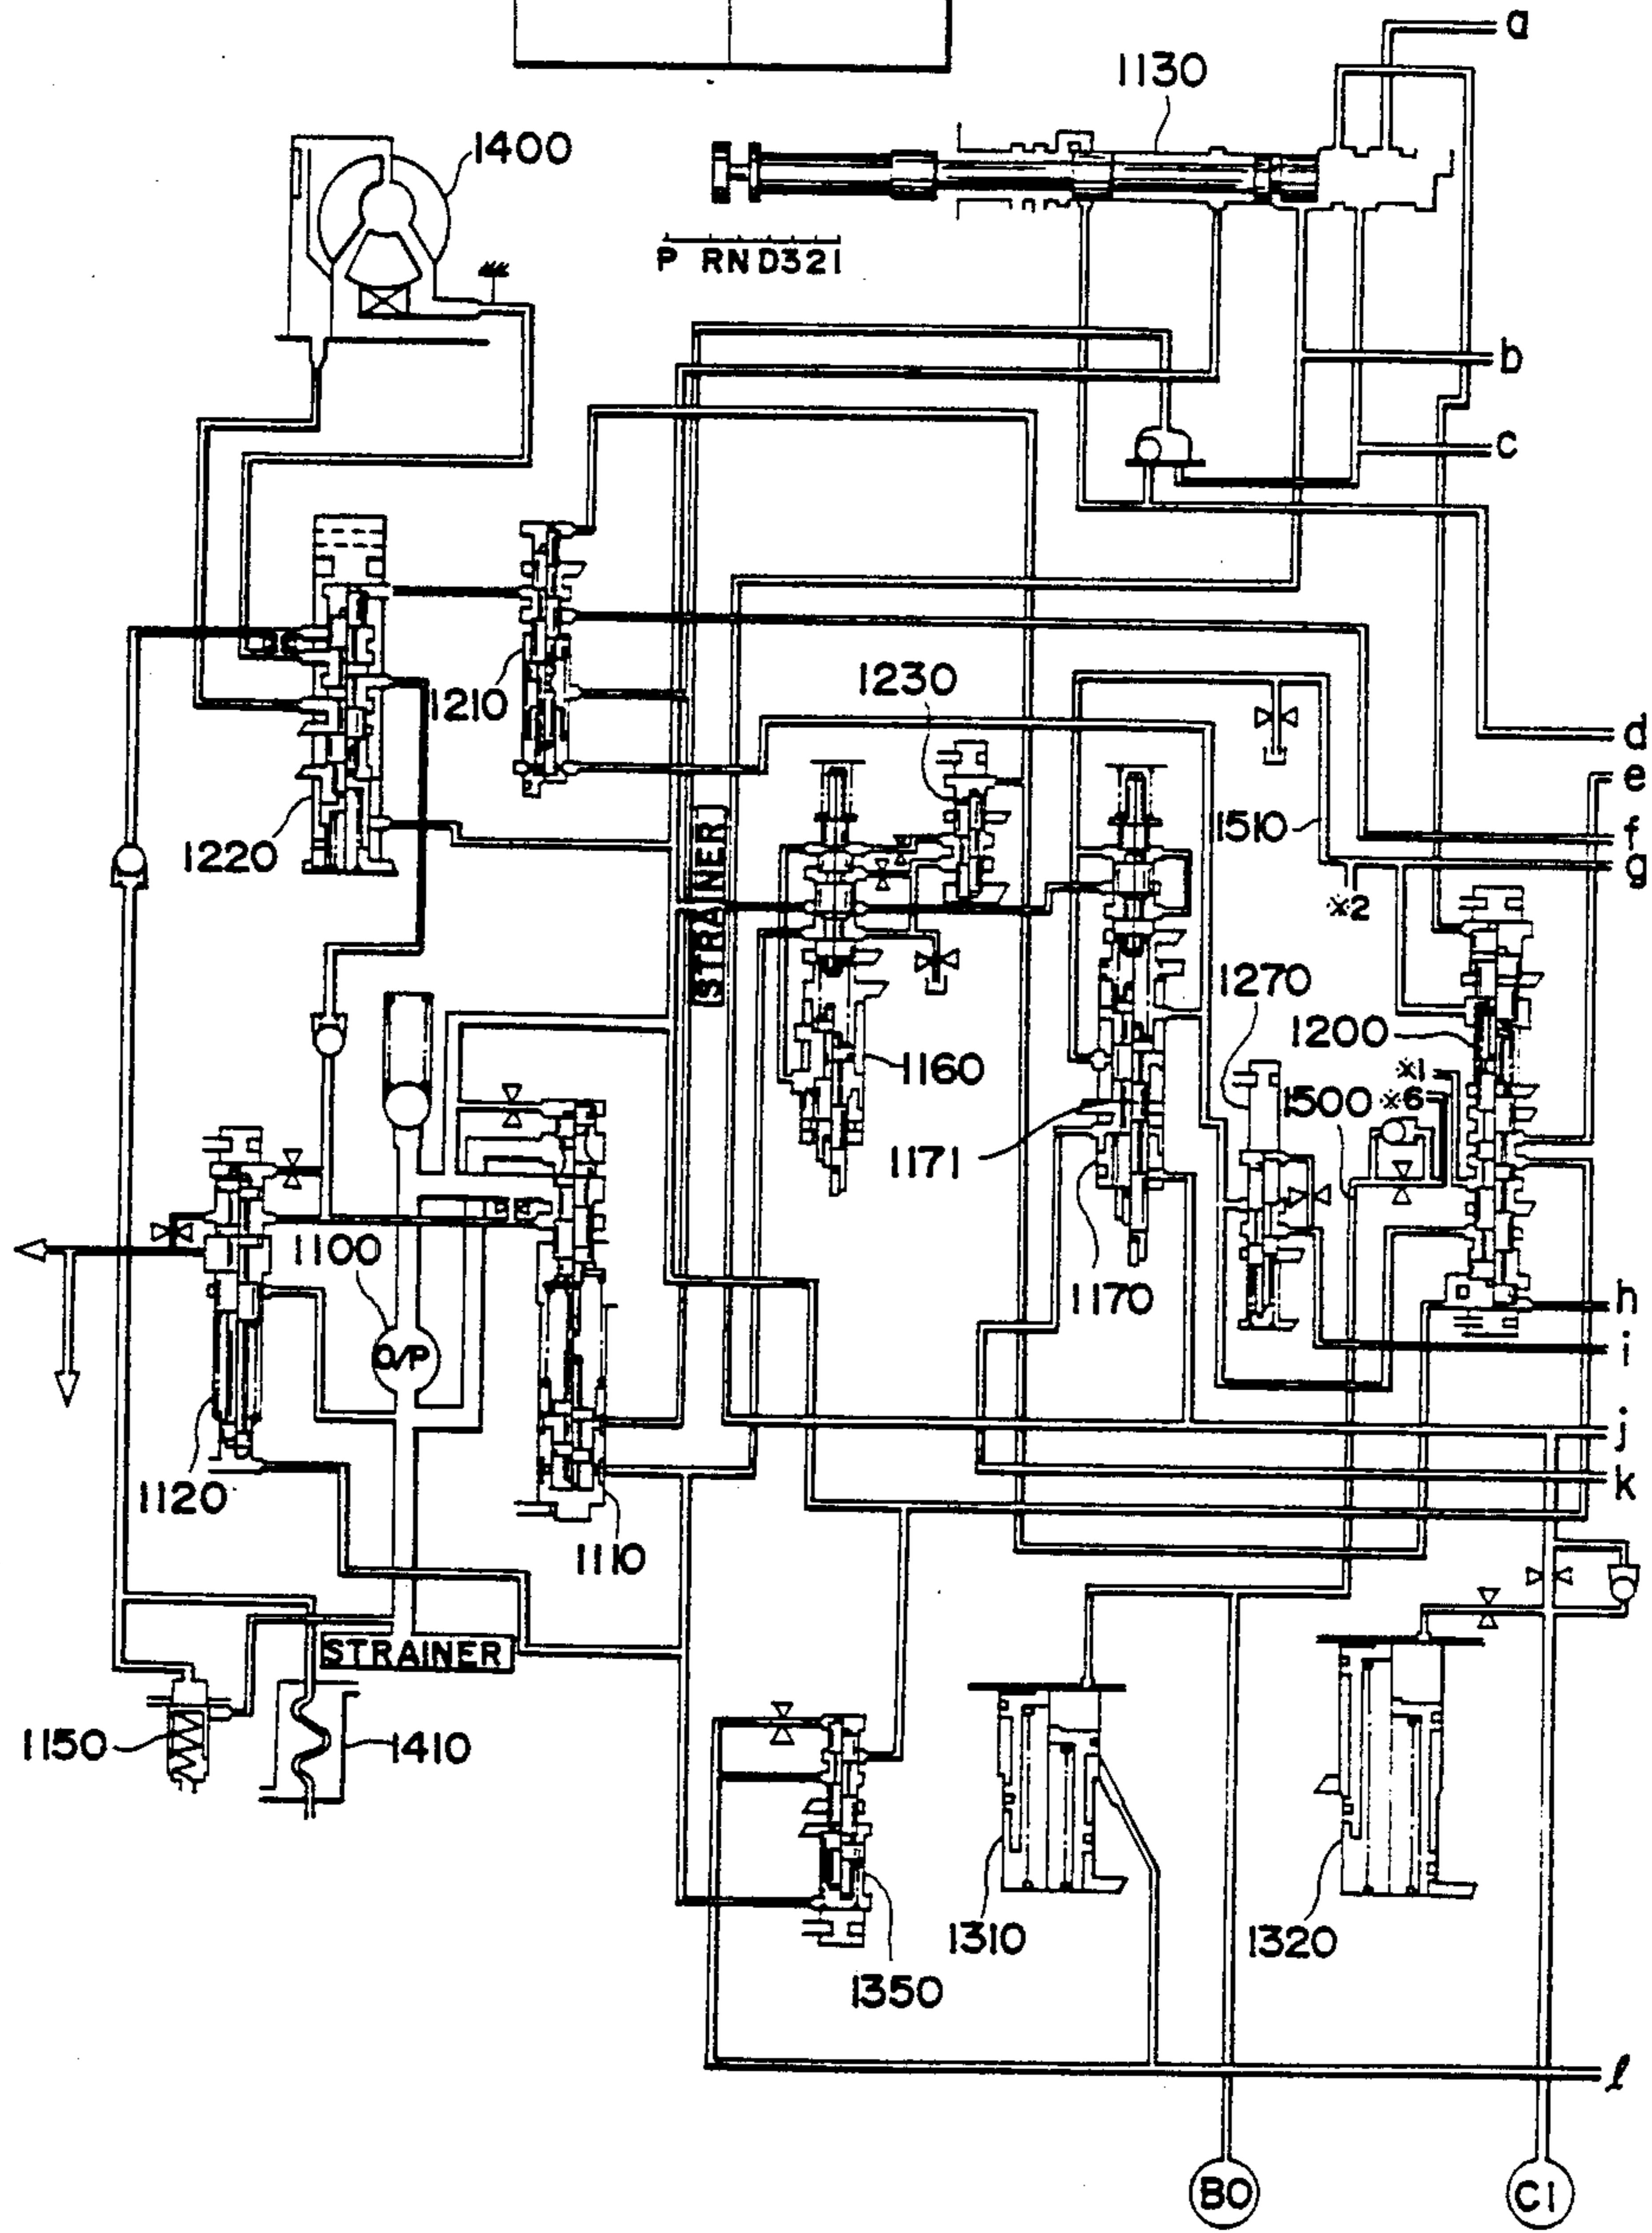 a
1130
1400
P RND321
b
c
1210
1230
d
e
1510
f
1220
STRAINER
g
※2
1270
1200
※1
1160
1500
※6
1171
1100
1170
h
i
O/P
j
k
1120
1110
STRAINER
1150
1410
1310
1320
1350
ℓ
B0
C1